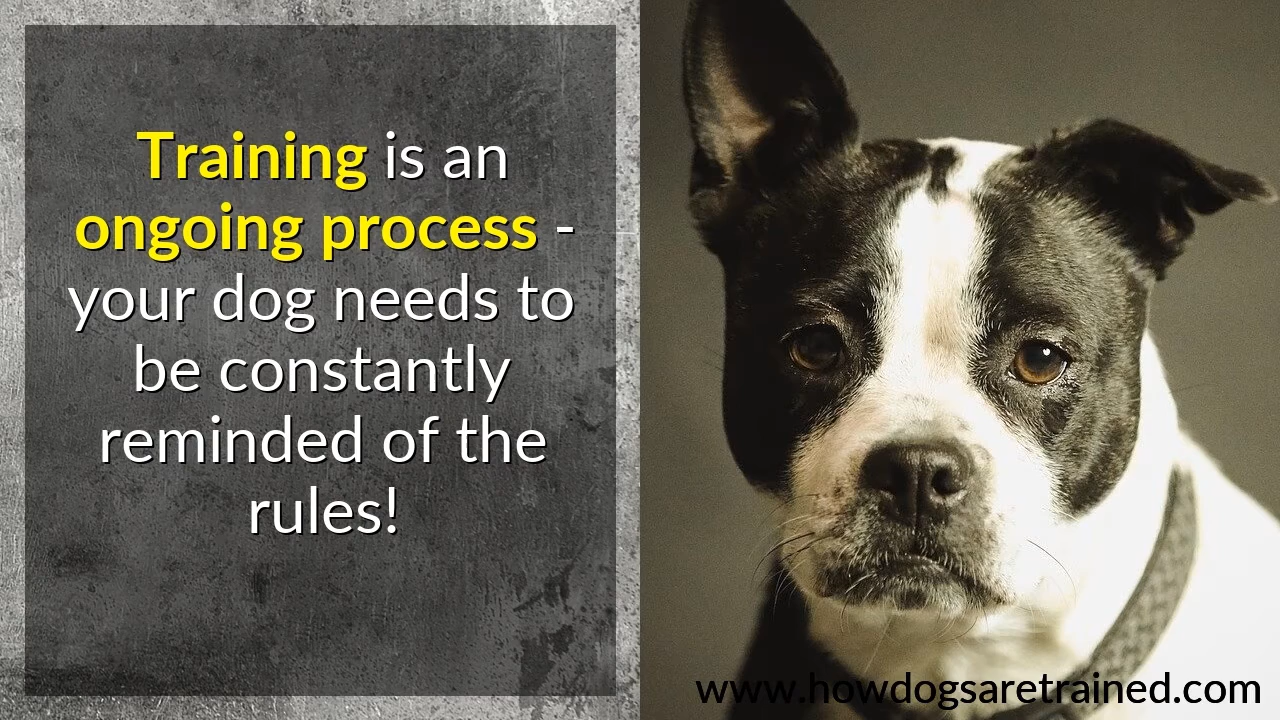 Training is an
ongoing process -
your dog needs to
be constantly
reminded of the
rules!
www.howdogsaretrained.com